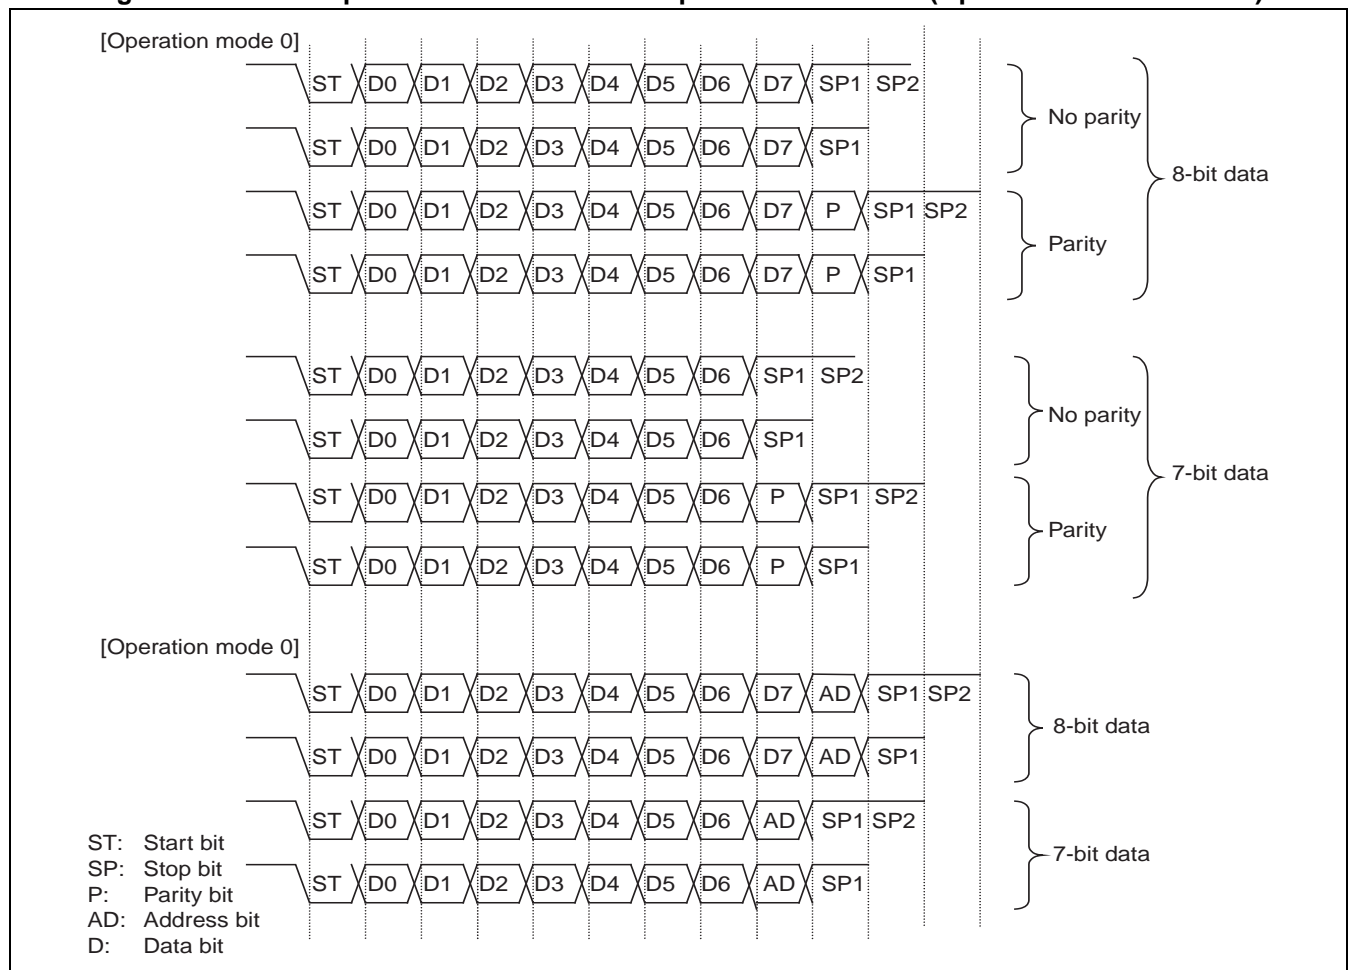 [Operation mode 0]
ST D0 D1 D2 D3 D4 D5 D6 D7 SP1 SP2
No parity
ST D0 D1 D2 D3 D4 D5 D6 D7 SP1
8-bit data
ST D0 D1 D2 D3 D4 D5 D6 D7 P SP1 SP2
Parity
ST D0 D1 D2 D3 D4 D5 D6 D7 P SP1
ST D0 D1 D2 D3 D4 D5 D6 SP1 SP2
No parity
ST D0 D1 D2 D3 D4 D5 D6 SP1
7-bit data
ST D0 D1 D2 D3 D4 D5 D6 P SP1 SP2
Parity
ST D0 D1 D2 D3 D4 D5 D6 P SP1
[Operation mode 0]
ST D0 D1 D2 D3 D4 D5 D6 D7 AD SP1 SP2
8-bit data
ST D0 D1 D2 D3 D4 D5 D6 D7 AD SP1
ST D0 D1 D2 D3 D4 D5 D6 AD SP1 SP2
7-bit data
ST D0 D1 D2 D3 D4 D5 D6 AD SP1
ST: Start bit
SP: Stop bit
P: Parity bit
AD: Address bit
D: Data bit